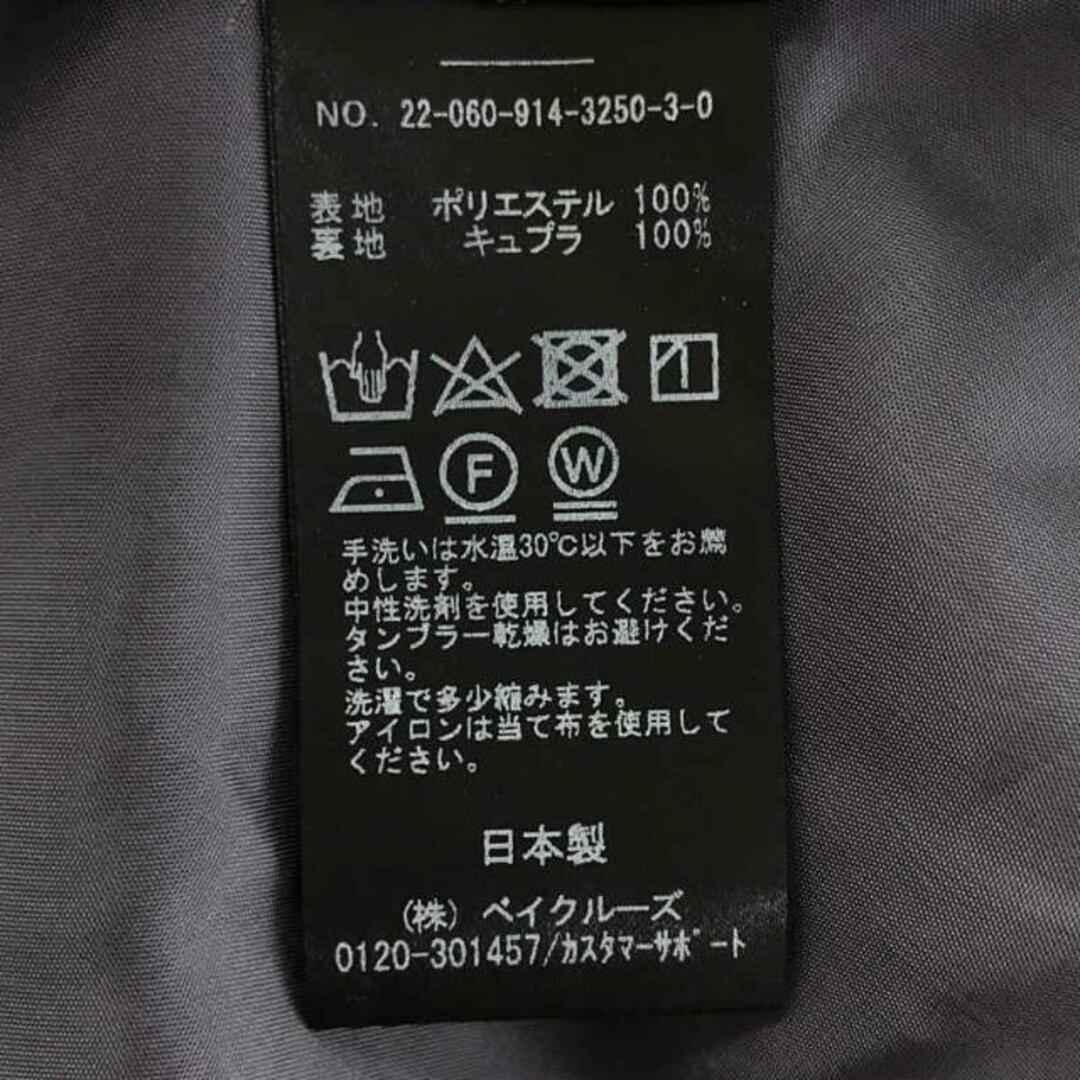 NO. 22-060-914-3250-3-0
表地 ポリエステル 100%
裏地 キュプラ 100%
F
W
手洗いは水温30℃以下をお薦
めします。
中性洗剤を使用してください。
タンブラー乾燥はお避けくだ
さい。
洗濯で多少縮みます。
アイロンは当て布を使用して
ください。
日本製
(株) ベイクルーズ
0120-301457/ｶｽﾀﾏｰｻﾎﾟｰﾄ